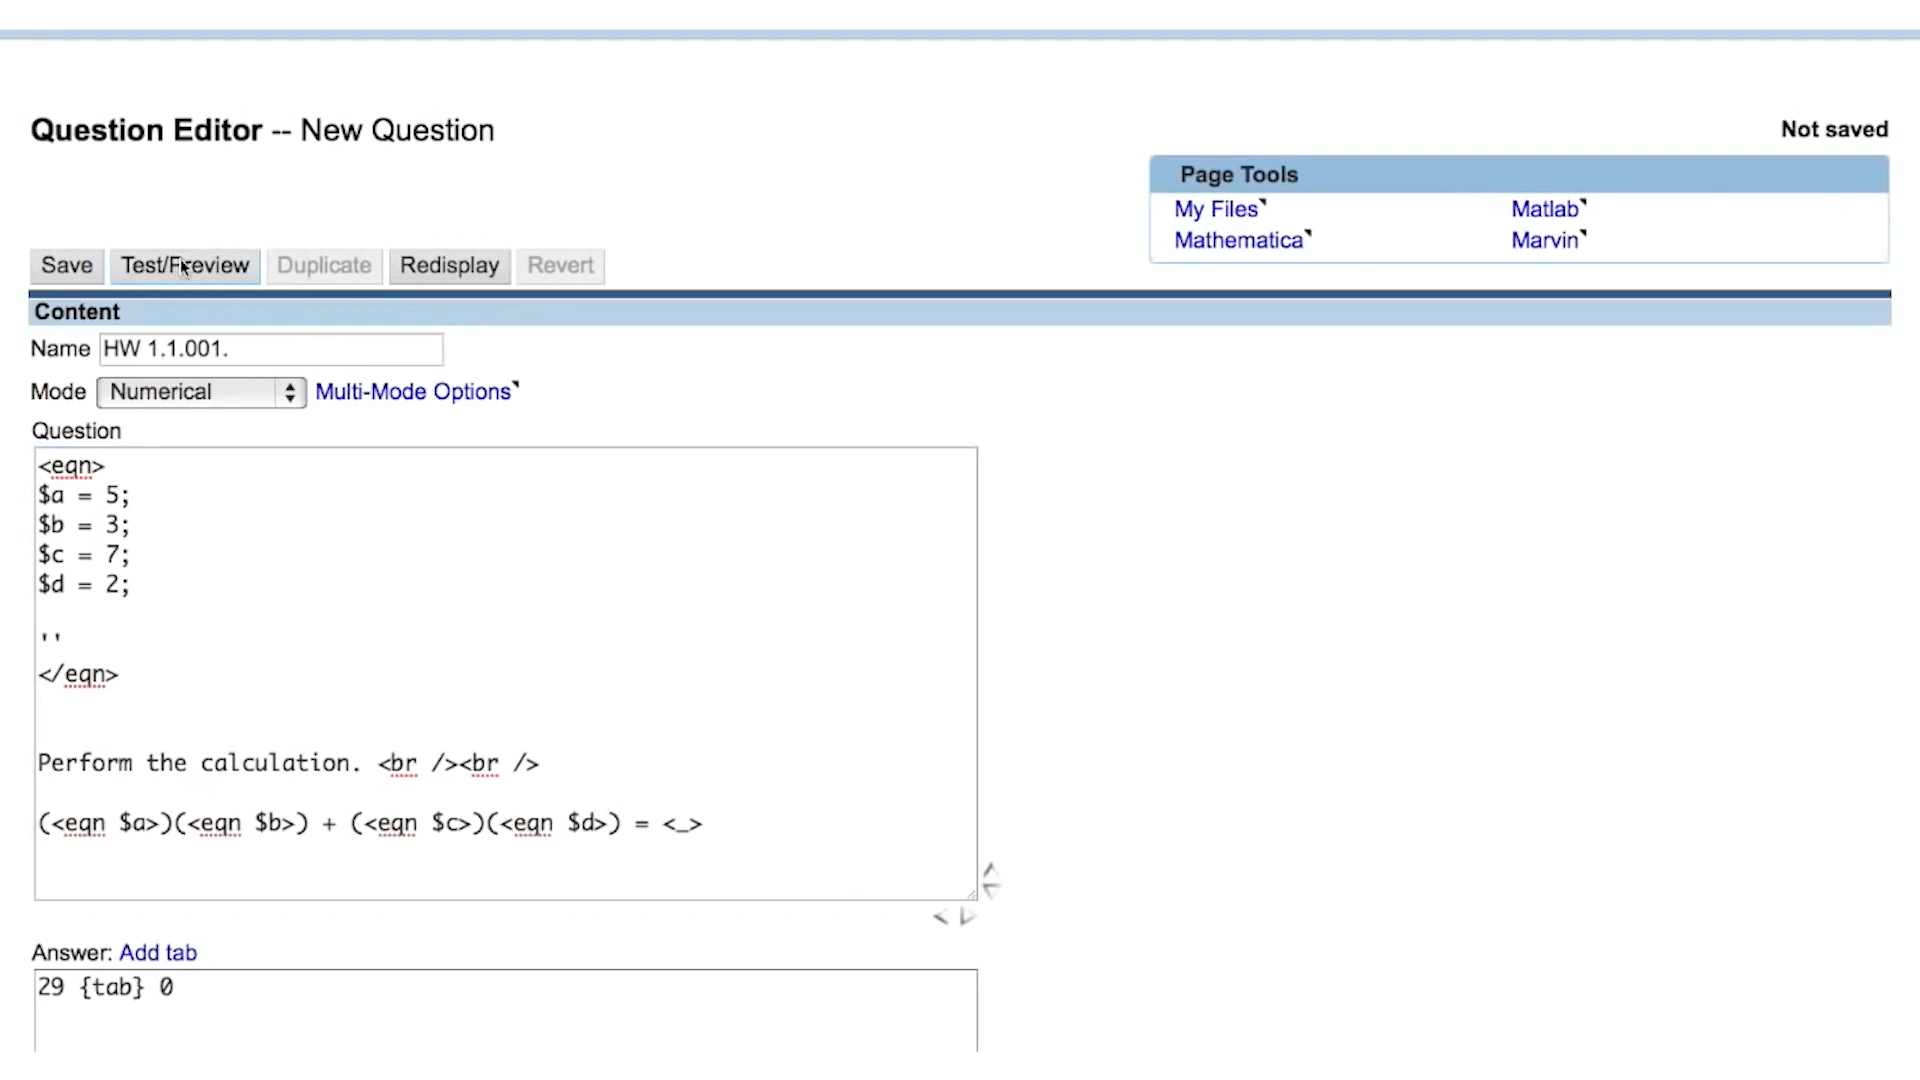 Question Editor -- New Question
Not saved
Page Tools
My Files Matlab
Mathematica Marvin
Save Test/Preview Duplicate Redisplay Revert
Content
Name HW 1.1.001.
Mode Numerical Multi-Mode Options
Question
<eqn>
$a = 5;
$b = 3;
$c = 7;
$d = 2;
''
</eqn>
Perform the calculation. <br /><br />
(<eqn $a>)(<eqn $b>) + (<eqn $c>)(<eqn $d>) = <_>
Answer: Add tab
29 {tab} 0